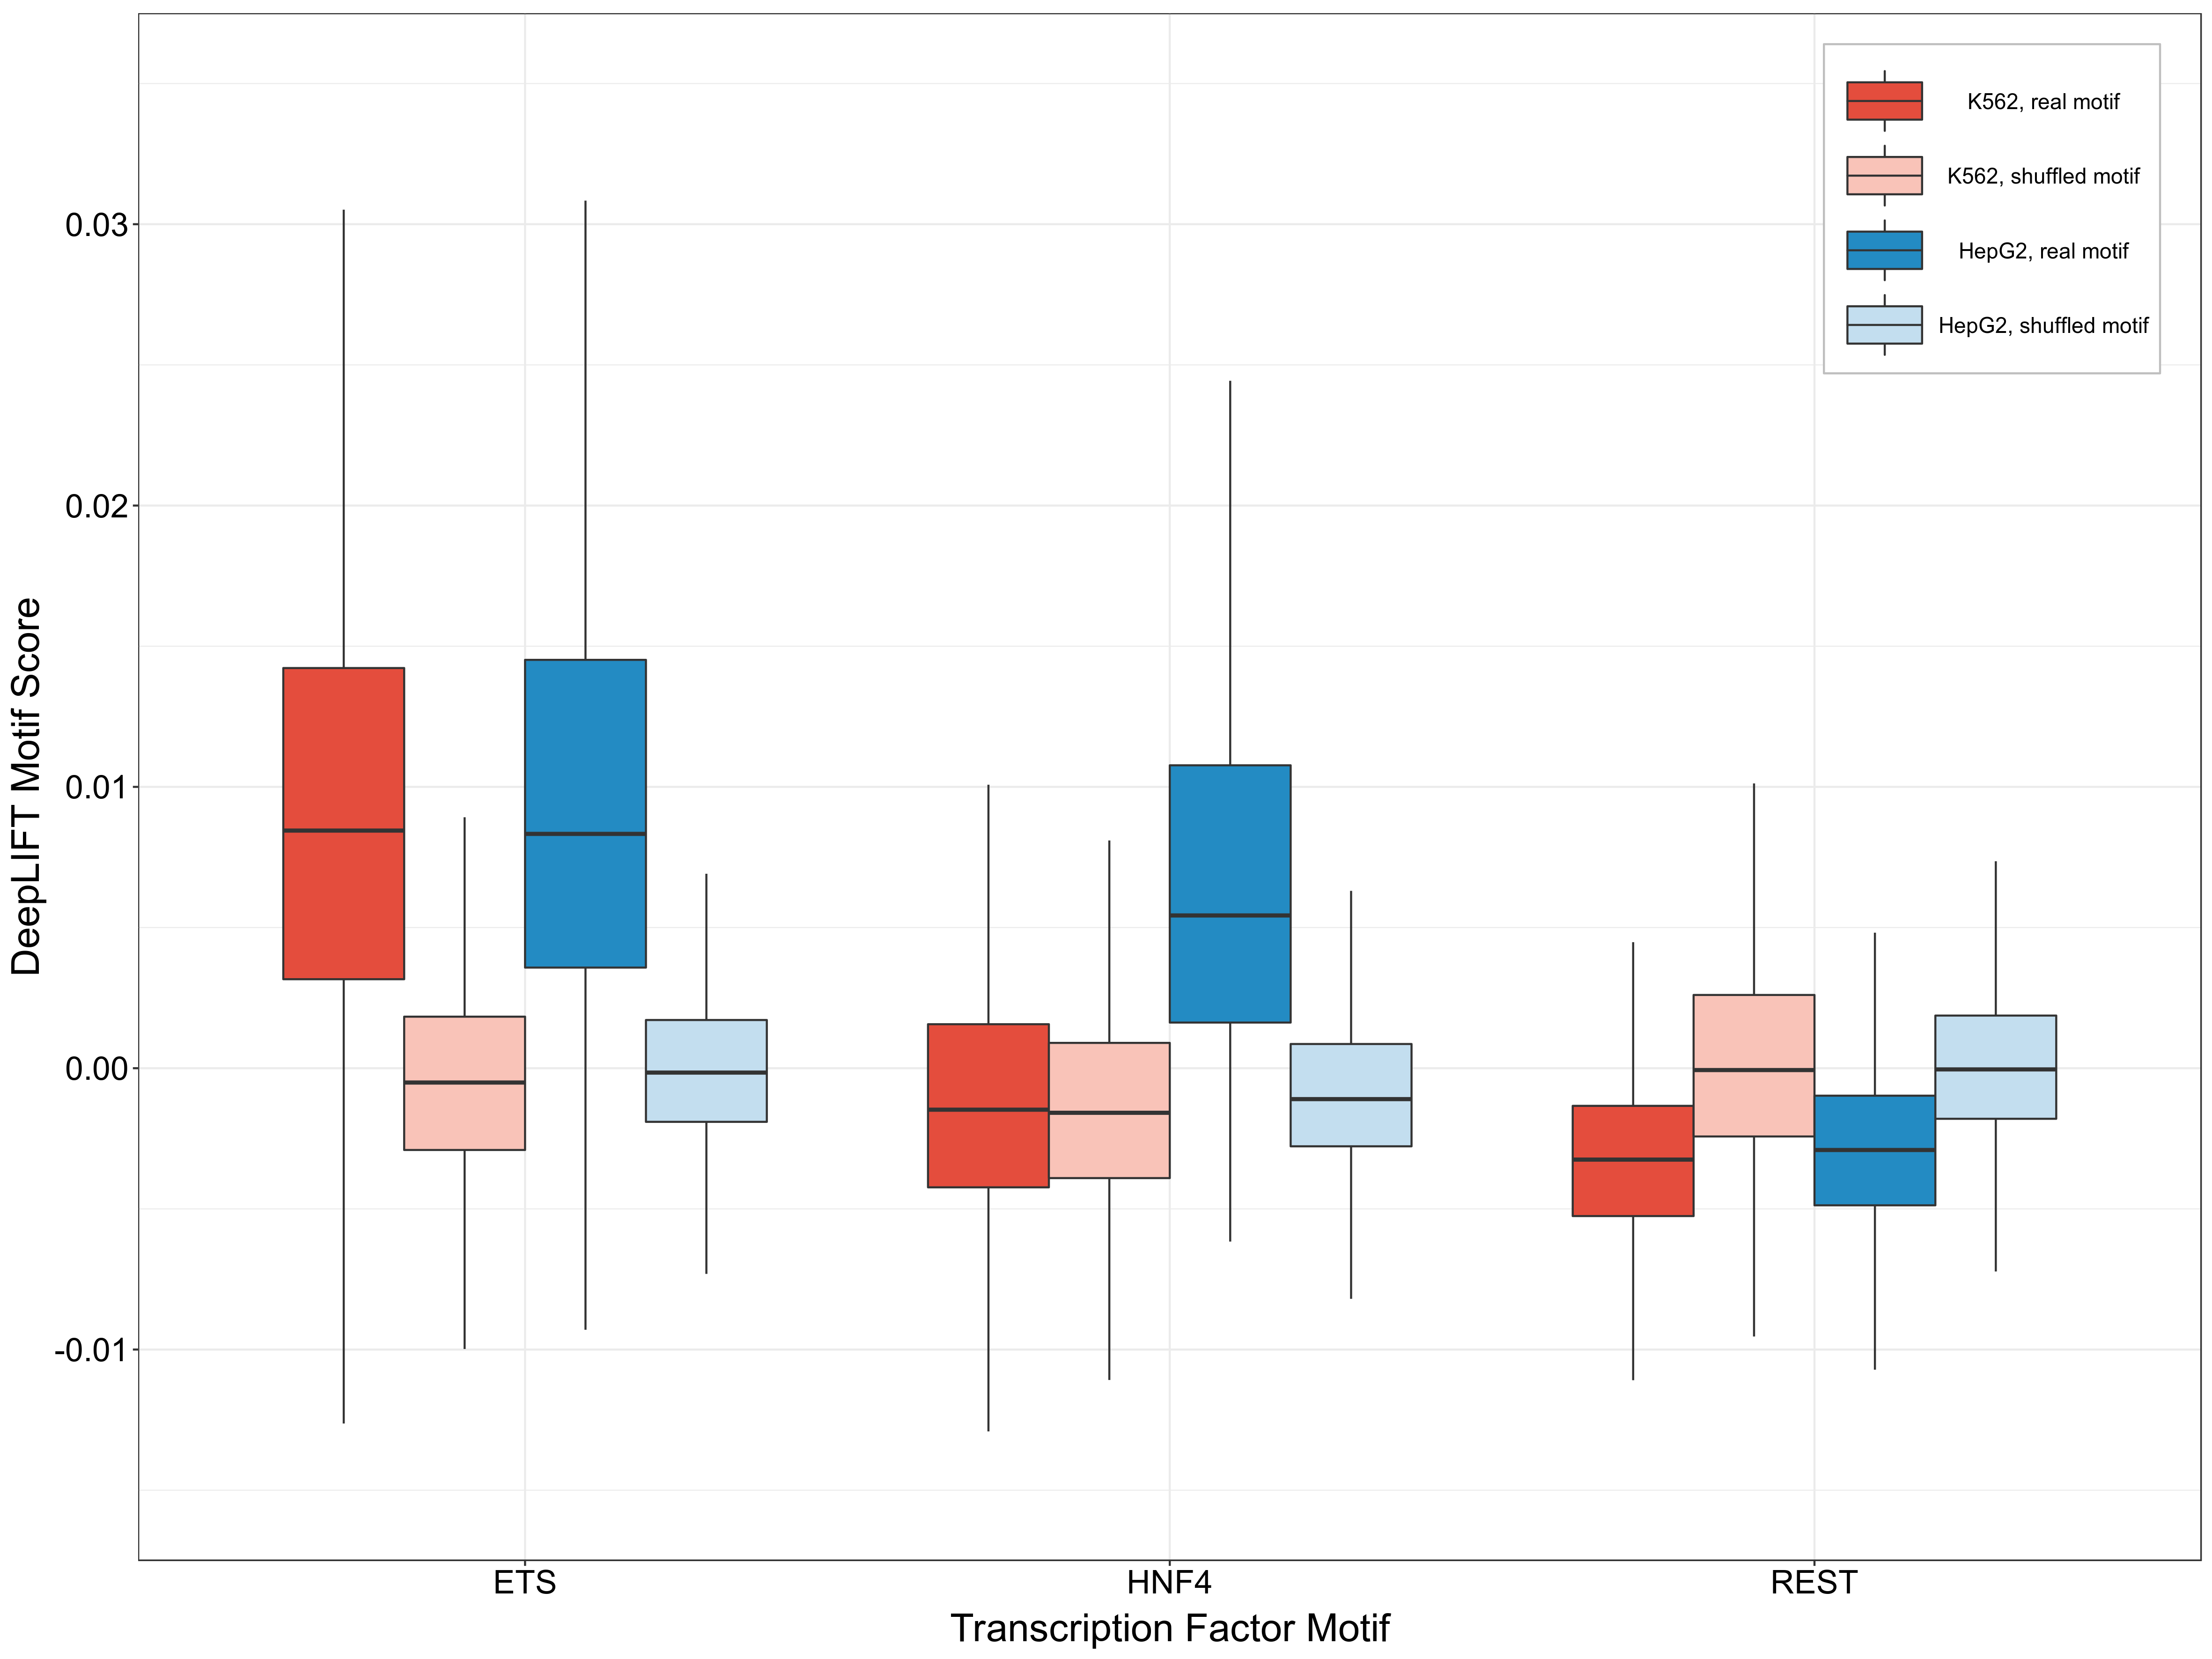 K562, real motif
K562, shuffled motif
HepG2, real motif
HepG2, shuffled motif
DeepLIFT Motif Score
0.03
0.02
0.01
0.00
-0.01
ETS
HNF4
REST
Transcription Factor Motif